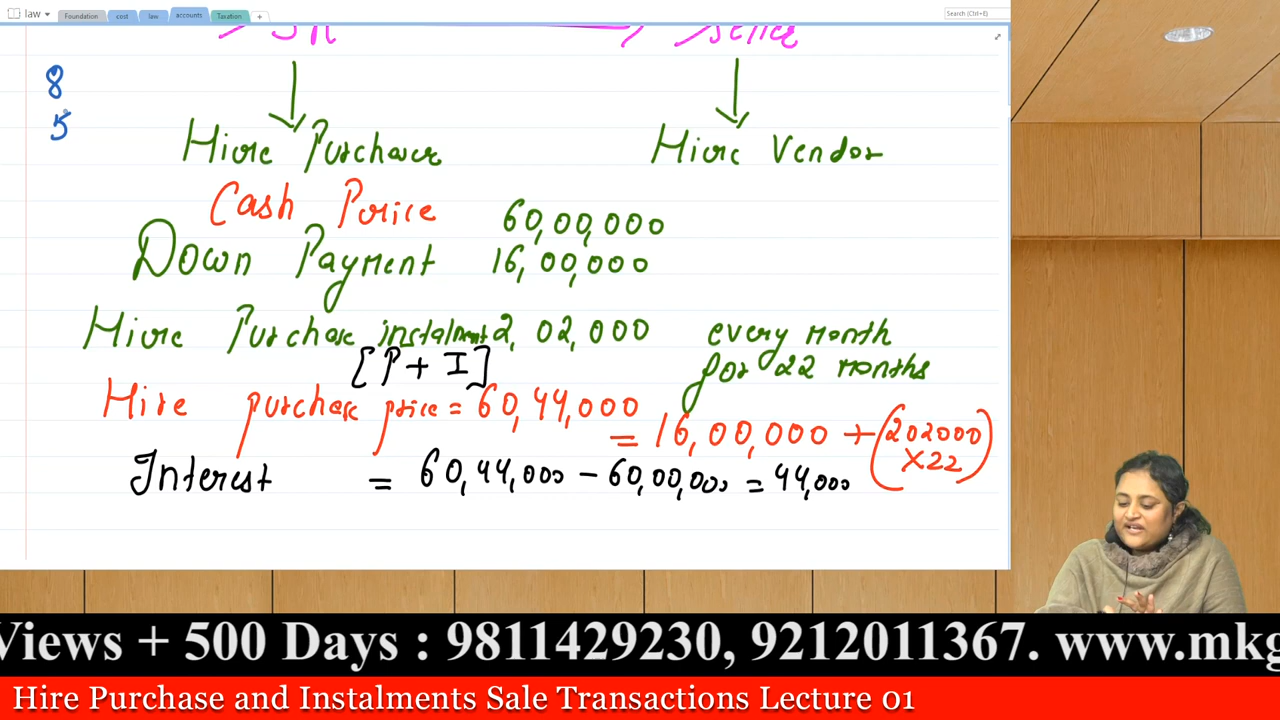 law
Foundation
cost
law
accounts
Taxation
Search (Ctrl+E)
Seller
8
5
Hire Purchaser
Hire Vendor
Cash Price 60,00,000
Down Payment 16,00,000
Hire Purchase instalment 2,02,000 every month
[P + I] for 22 months
Hire purchase price = 60,44,000
= 16,00,000 + (202000
×22)
Interest = 60,44,000 – 60,00,000 = 44,000
Views + 500 Days : 9811429230, 9212011367. www.mkg
Hire Purchase and Instalments Sale Transactions Lecture 01